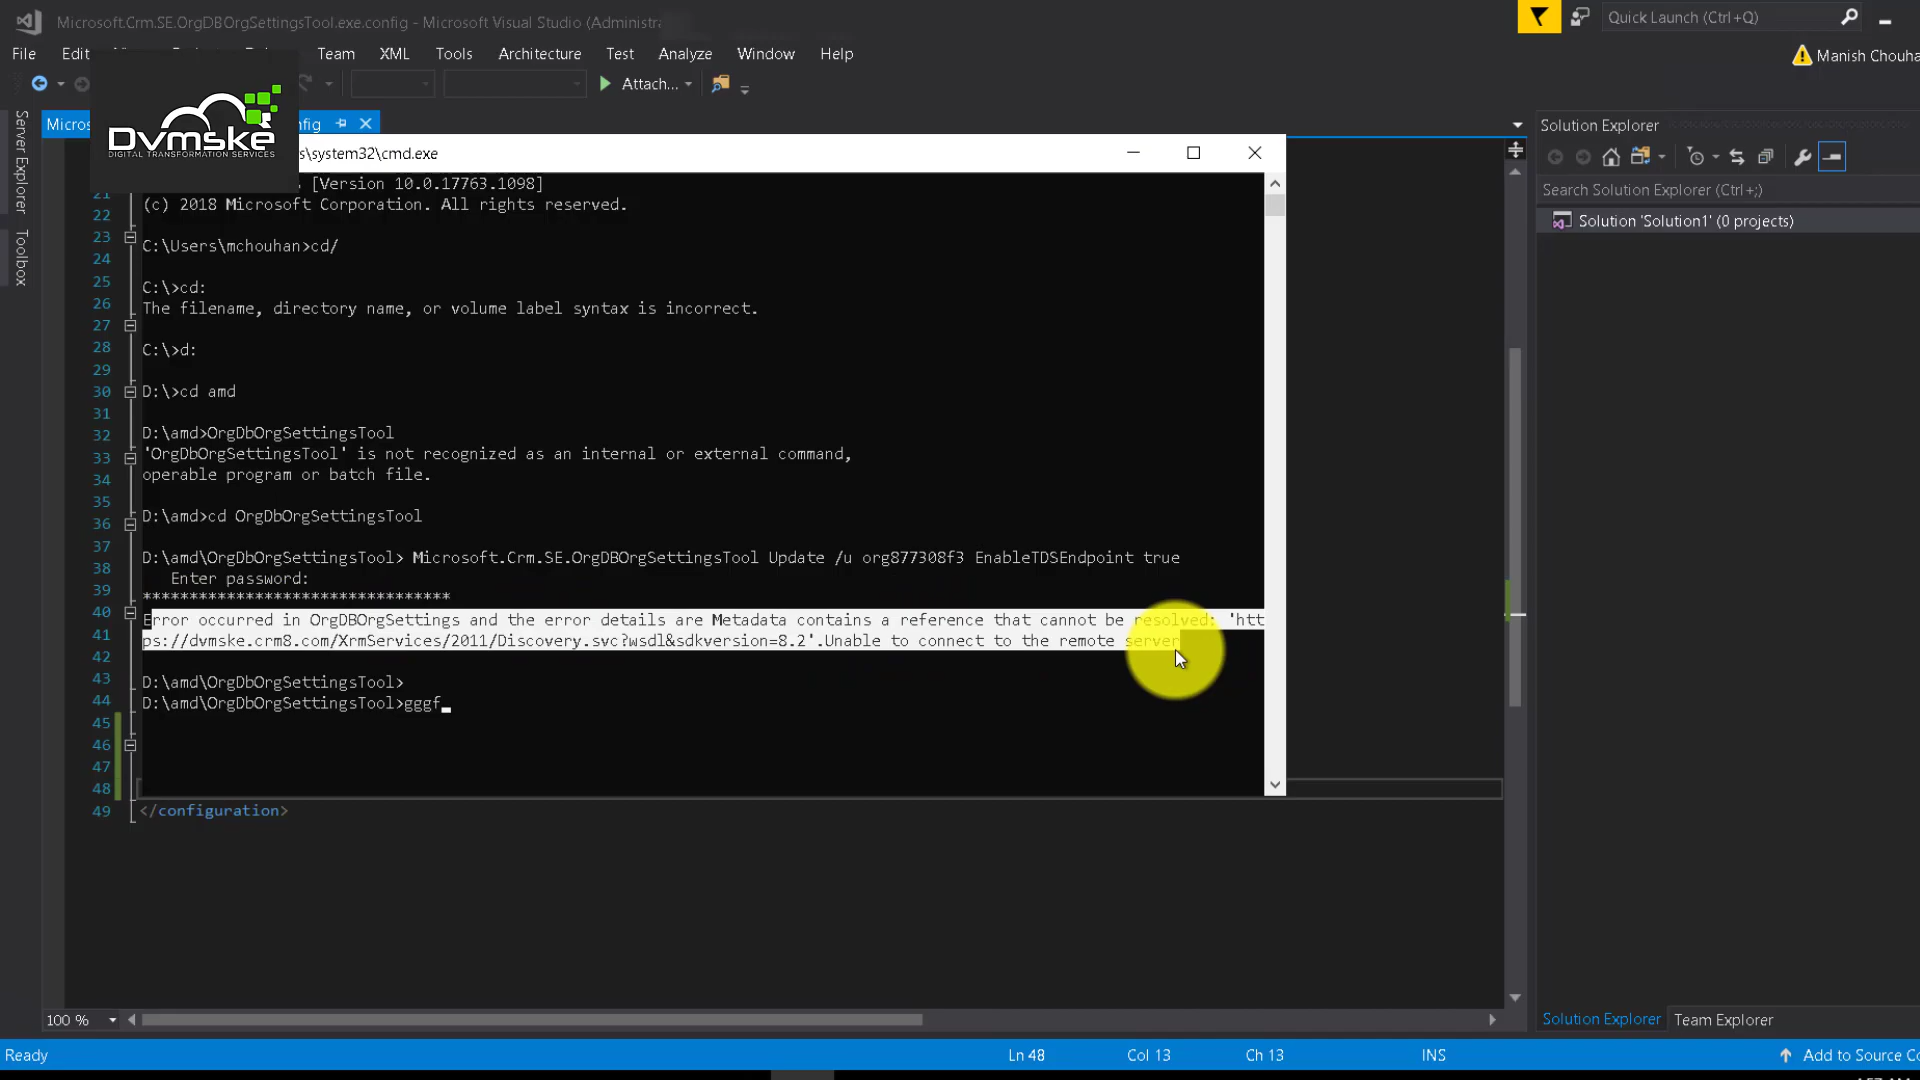 Microsoft.Crm.SE.OrgDBOrgSettingsTool.exe.config - Microsoft Visual Studio (Administra
Quick Launch (Ctrl+Q)
File Edit Team XML Tools Architecture Test Analyze Window Help
Manish Chouha
Attach...
Dvmske
DIGITAL TRANSFORMATION SERVICES
Micros
fig
Server Explorer
Toolbox
s\system32\cmd.exe
[Version 10.0.17763.1098]
(c) 2018 Microsoft Corporation. All rights reserved.
C:\Users\mchouhan>cd/
C:\>cd:
The filename, directory name, or volume label syntax is incorrect.
C:\>d:
D:\>cd amd
D:\amd>OrgDbOrgSettingsTool
'OrgDbOrgSettingsTool' is not recognized as an internal or external command,
operable program or batch file.
D:\amd>cd OrgDbOrgSettingsTool
D:\amd\OrgDbOrgSettingsTool> Microsoft.Crm.SE.OrgDBOrgSettingsTool Update /u org877308f3 EnableTDSEndpoint true
Enter password:
*********************************
Error occurred in OrgDBOrgSettings and the error details are Metadata contains a reference that cannot be resolved: 'htt
ps://dvmske.crm8.com/XrmServices/2011/Discovery.svc?wsdl&sdkversion=8.2'.Unable to connect to the remote server
D:\amd\OrgDbOrgSettingsTool>
D:\amd\OrgDbOrgSettingsTool>gggf_
21
22
23
24
25
26
27
28
29
30
31
32
33
34
35
36
37
38
39
40
41
42
43
44
45
46
47
48
49 </configuration>
Solution Explorer
Search Solution Explorer (Ctrl+;)
Solution 'Solution1' (0 projects)
100 %
Solution Explorer Team Explorer
Ready Ln 48 Col 13 Ch 13 INS Add to Source Co